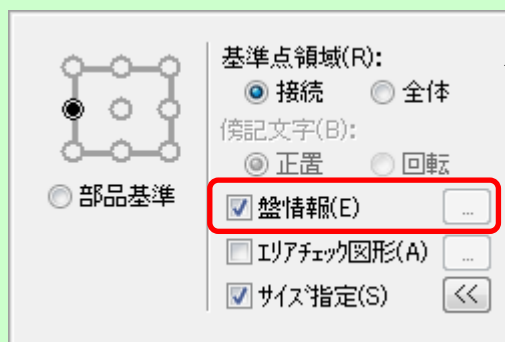 基準点領域(R):
接続
全体
傍記文字(B):
正置
回転
部品基準
盤情報(E)
...
エリアチェック図形(A)
...
サイズ指定(S)
<<